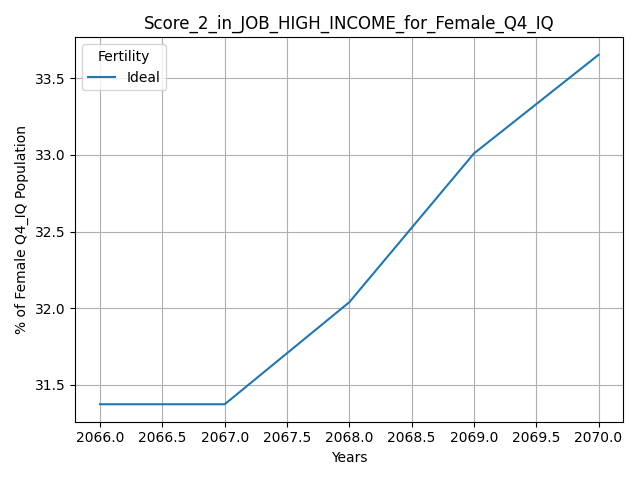 Score_2_in_JOB_HIGH_INCOME_for_Female_Q4_IQ
Fertility
Ideal
% of Female Q4_IQ Population
33.5
33.0
32.5
32.0
31.5
2066.0 2066.5 2067.0 2067.5 2068.0 2068.5 2069.0 2069.5 2070.0
Years